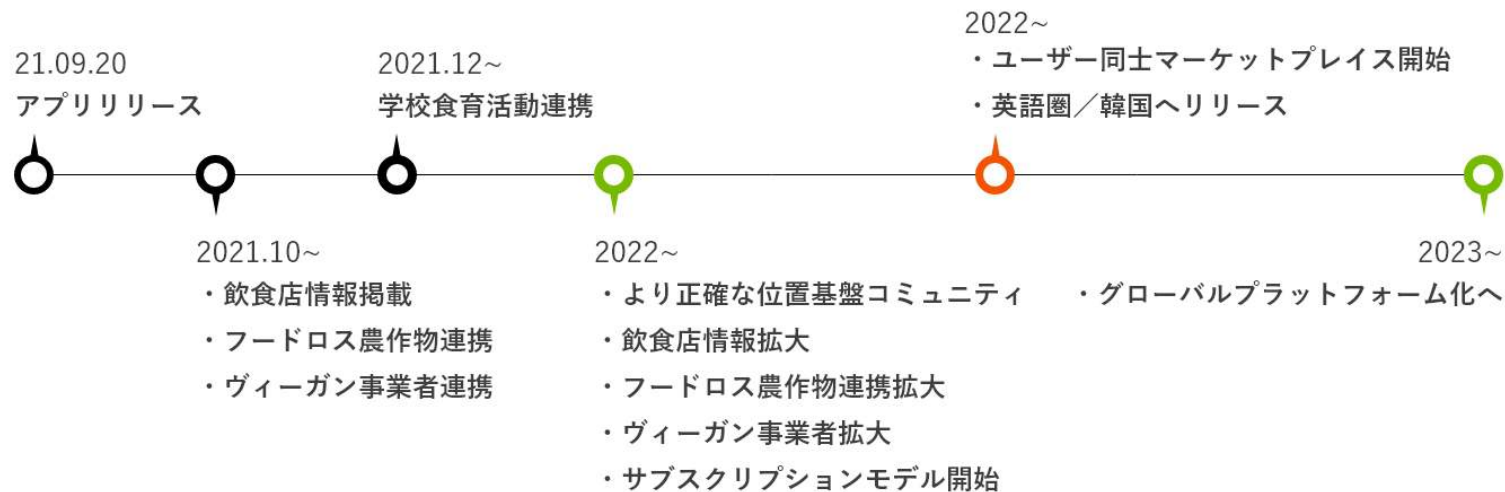 21.09.20
アプリリリース
2021.10~
・飲食店情報掲載
・フードロス農作物連携
・ヴィーガン事業者連携
2021.12~
学校食育活動連携
2022~
・より正確な位置基盤コミュニティ
・飲食店情報拡大
・フードロス農作物連携拡大
・ヴィーガン事業者拡大
・サブスクリプションモデル開始
2022~
・ユーザー同士マーケットプレイス開始
・英語圏／韓国へリリース
2023~
・グローバルプラットフォーム化へ